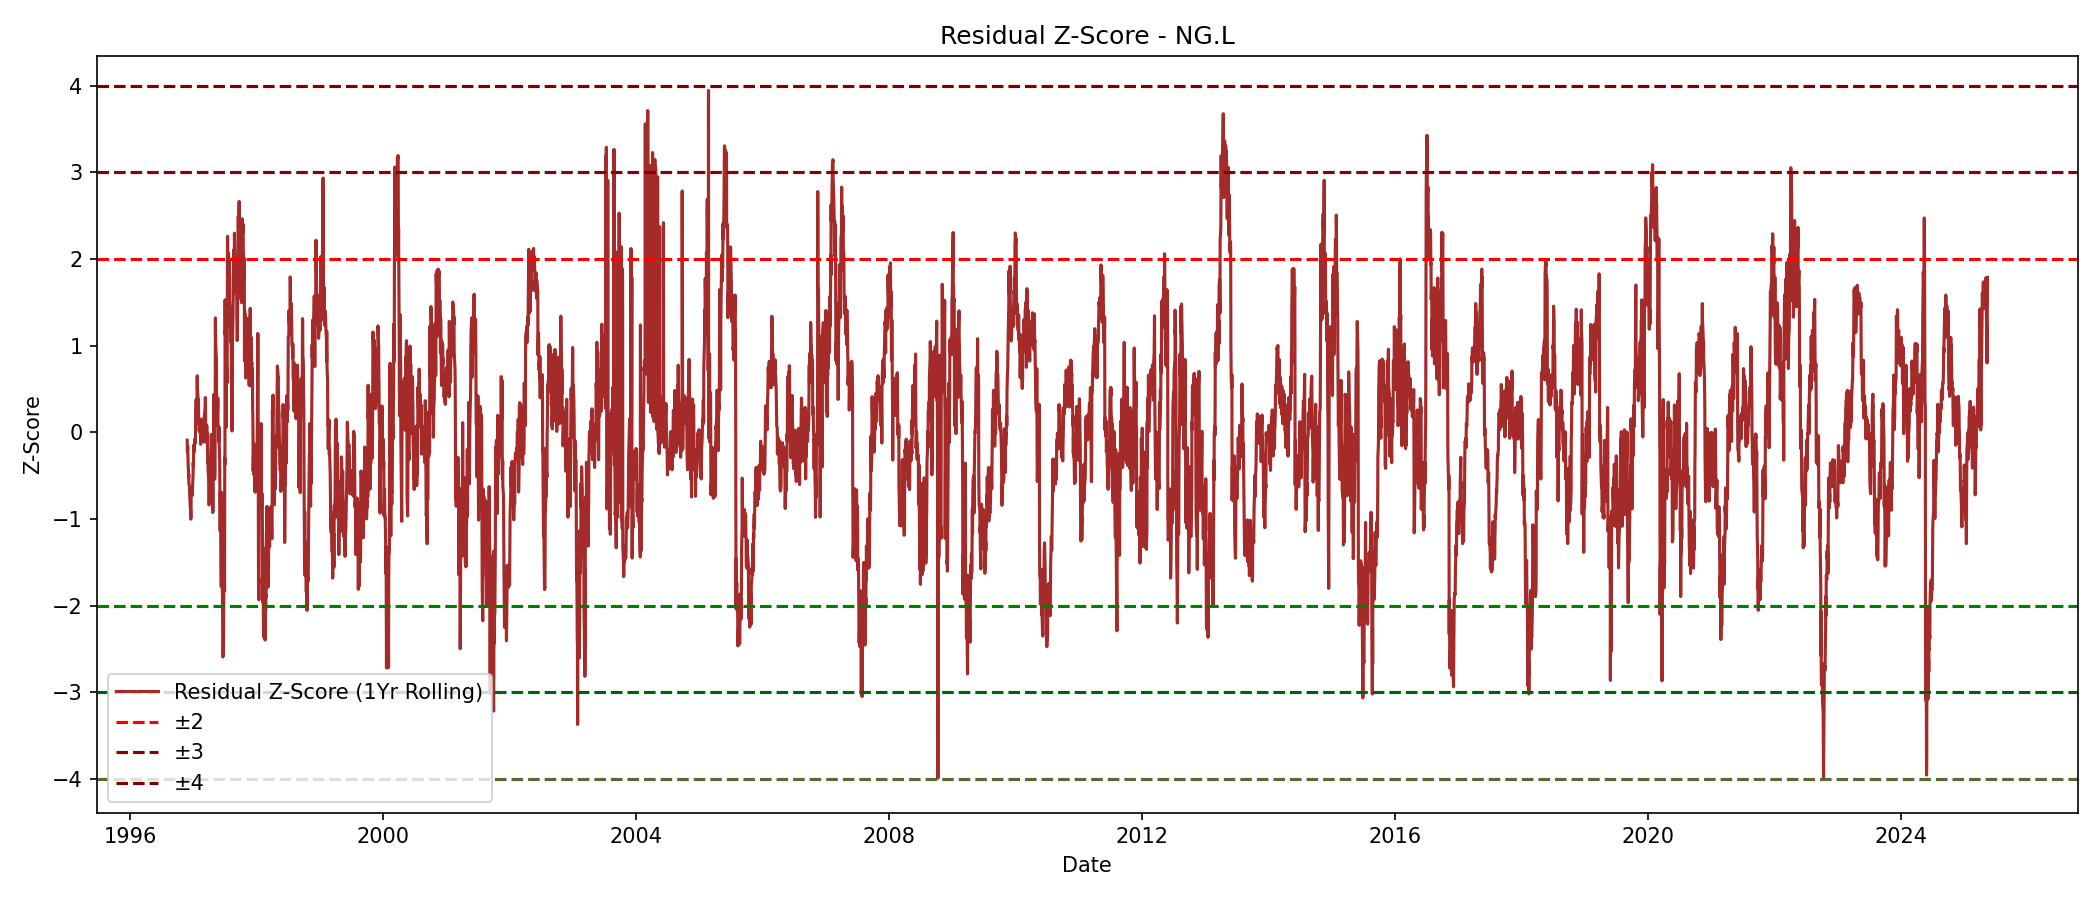 Residual Z-Score - NG.L
4
3
2
1
0
−1
−2
−3
−4
Z-Score
Residual Z-Score (1Yr Rolling)
±2
±3
±4
1996 2000 2004 2008 2012 2016 2020 2024
Date